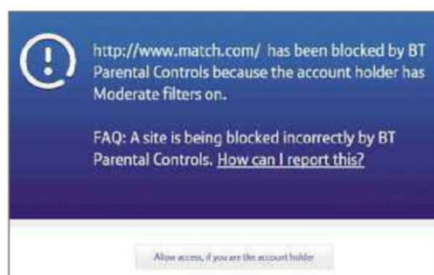 http://www.match.com/ has been blocked by BT
Parental Controls because the account holder has
Moderate filters on.
FAQ: A site is being blocked incorrectly by BT
Parental Controls. How can I report this?
Allow access, if you are the account holder